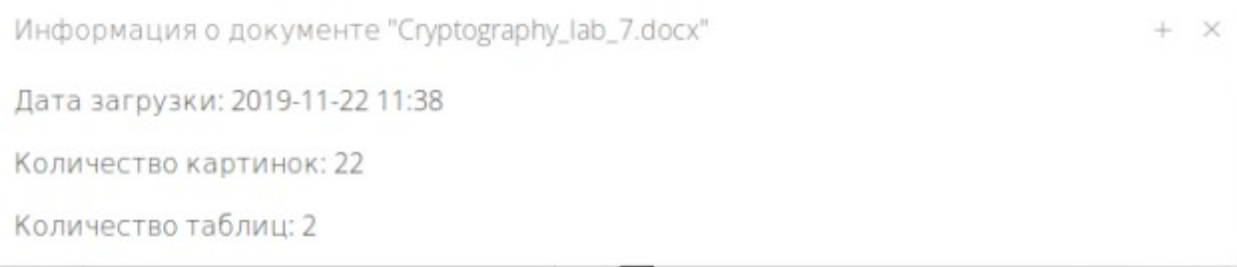 Информация о документе "Cryptography_lab_7.docx" + ×
Дата загрузки: 2019-11-22 11:38
Количество картинок: 22
Количество таблиц: 2